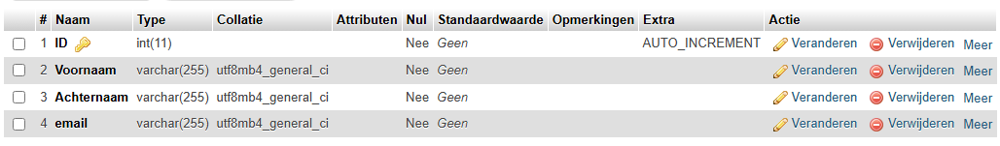 # Naam Type Collatie Attributen Nul Standaardwaarde Opmerkingen Extra Actie
1 ID int(11) Nee Geen AUTO_INCREMENT Veranderen Verwijderen Meer
2 Voornaam varchar(255) utf8mb4_general_ci Nee Geen Veranderen Verwijderen Meer
3 Achternaam varchar(255) utf8mb4_general_ci Nee Geen Veranderen Verwijderen Meer
4 email varchar(255) utf8mb4_general_ci Nee Geen Veranderen Verwijderen Meer